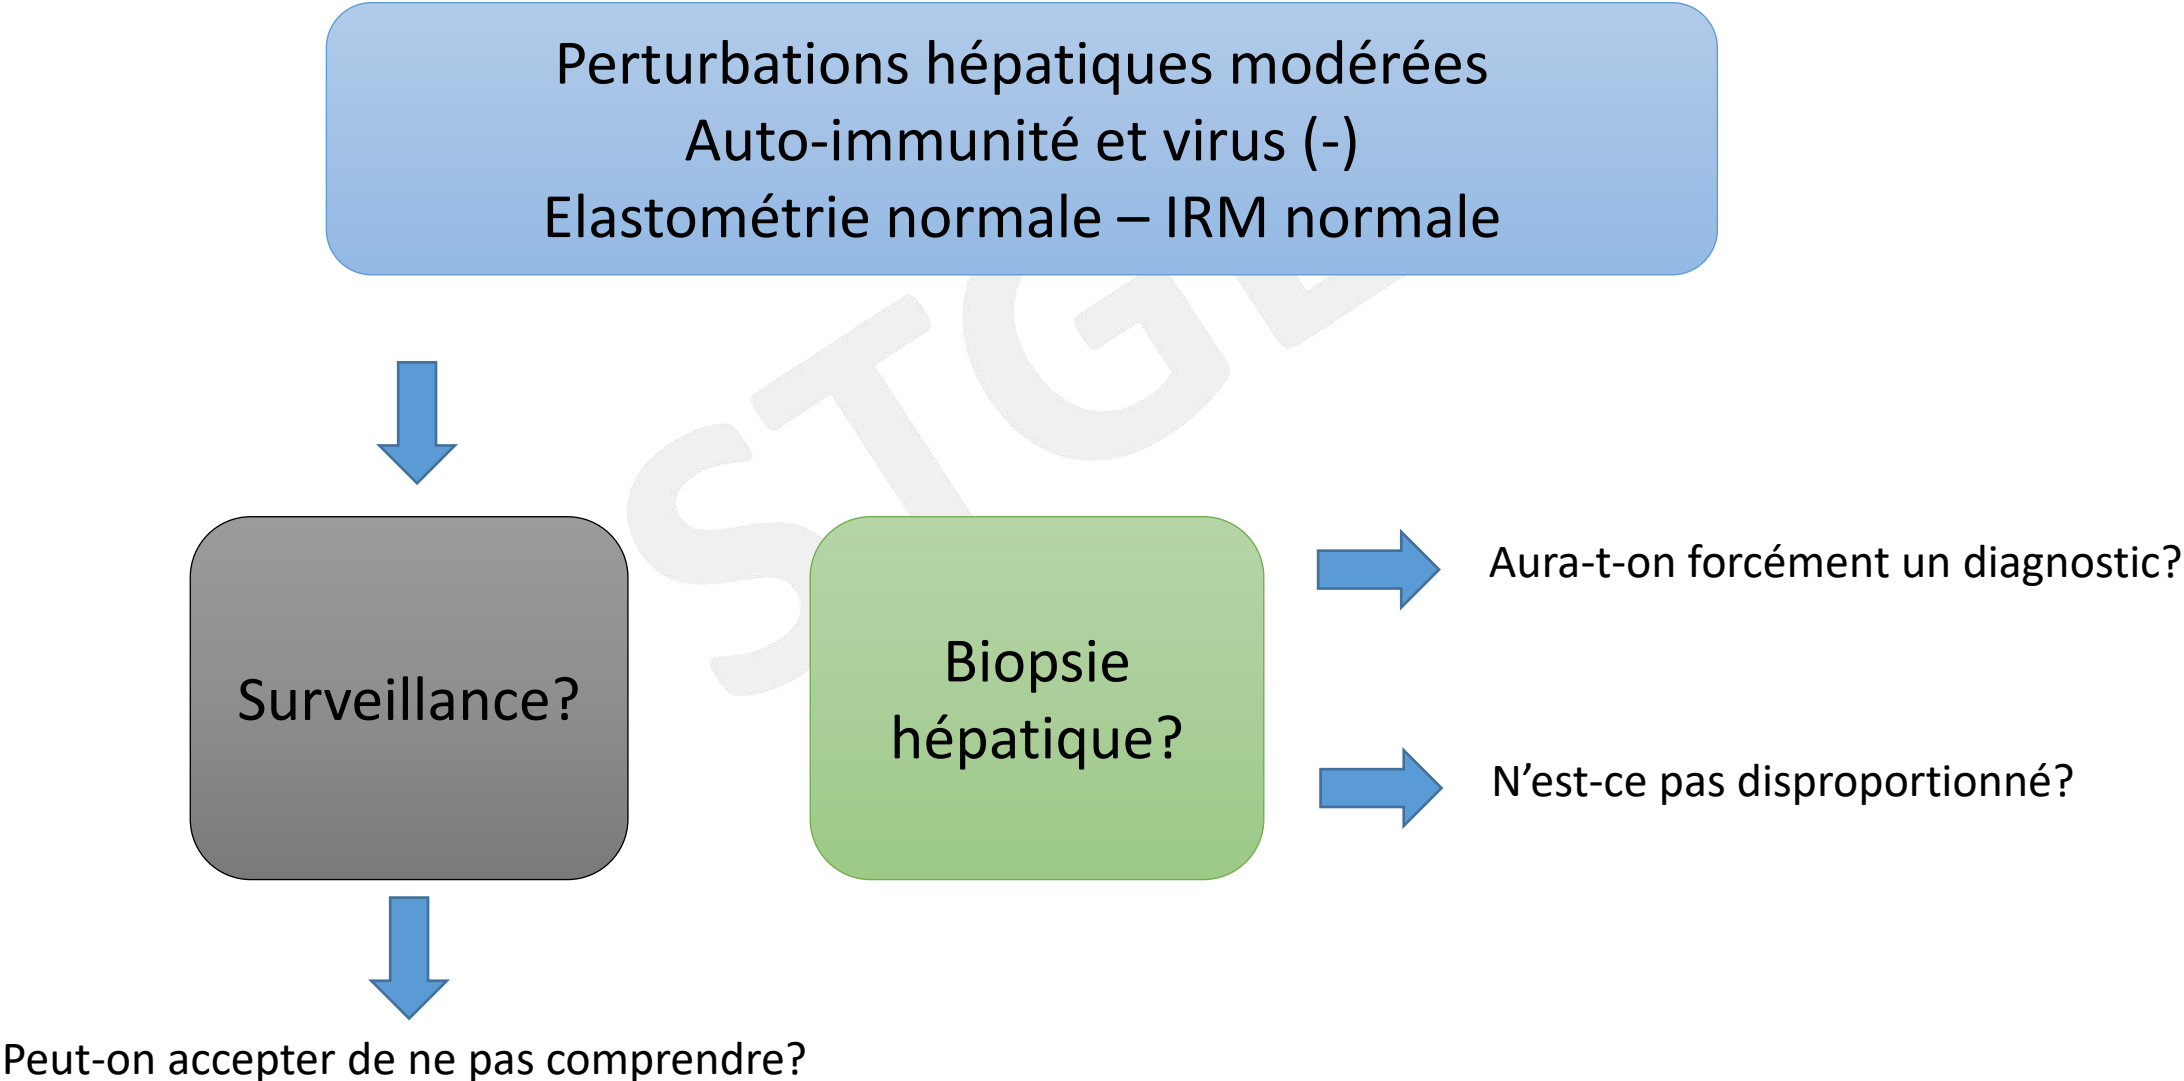 Perturbations hépatiques modérées
Auto-immunité et virus (-)
Elastométrie normale – IRM normale
Surveillance?
Biopsie
hépatique?
Aura-t-on forcément un diagnostic?
N’est-ce pas disproportionné?
Peut-on accepter de ne pas comprendre?